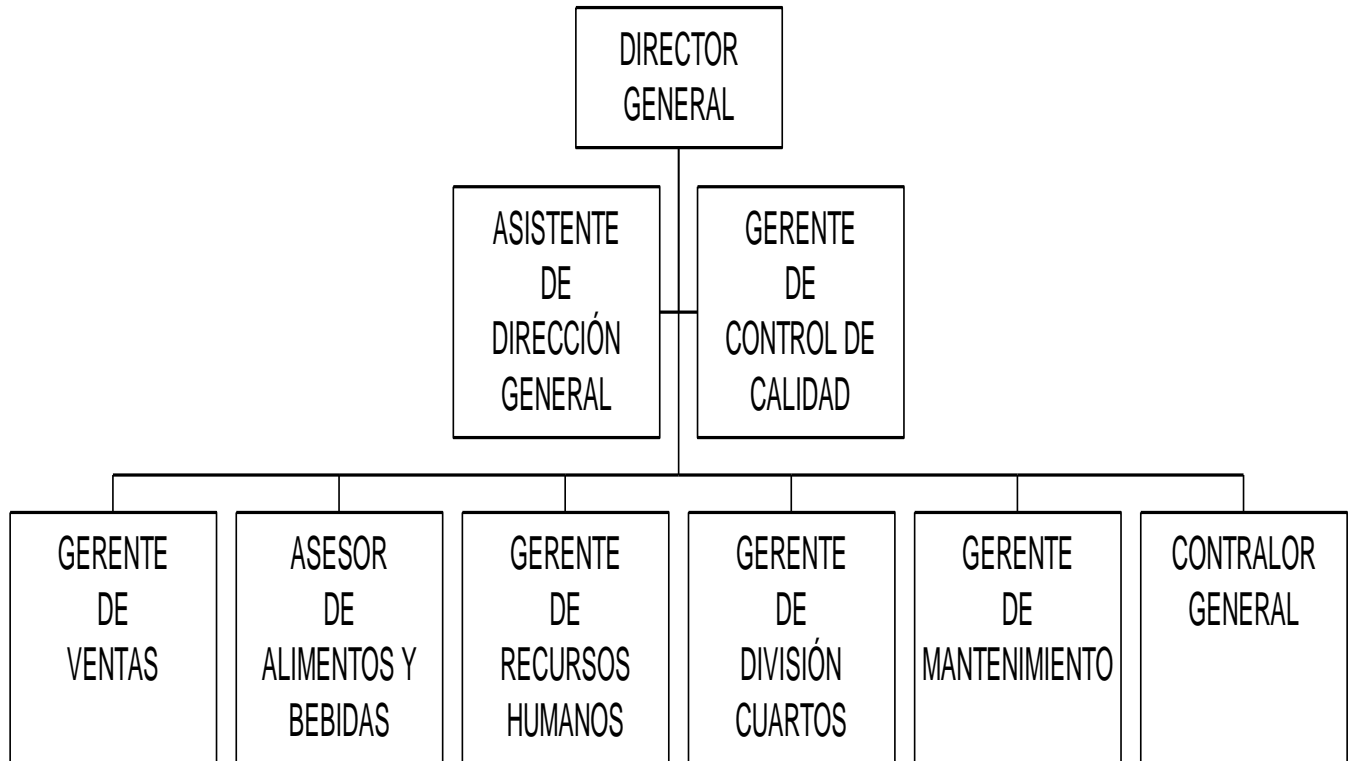 DIRECTOR
GENERAL
ASISTENTE
DE
DIRECCIÓN
GENERAL
GERENTE
DE
CONTROL DE
CALIDAD
GERENTE
DE
VENTAS
ASESOR
DE
ALIMENTOS Y
BEBIDAS
GERENTE
DE
RECURSOS
HUMANOS
GERENTE
DE
DIVISIÓN
CUARTOS
GERENTE
DE
MANTENIMIENTO
CONTRALOR
GENERAL